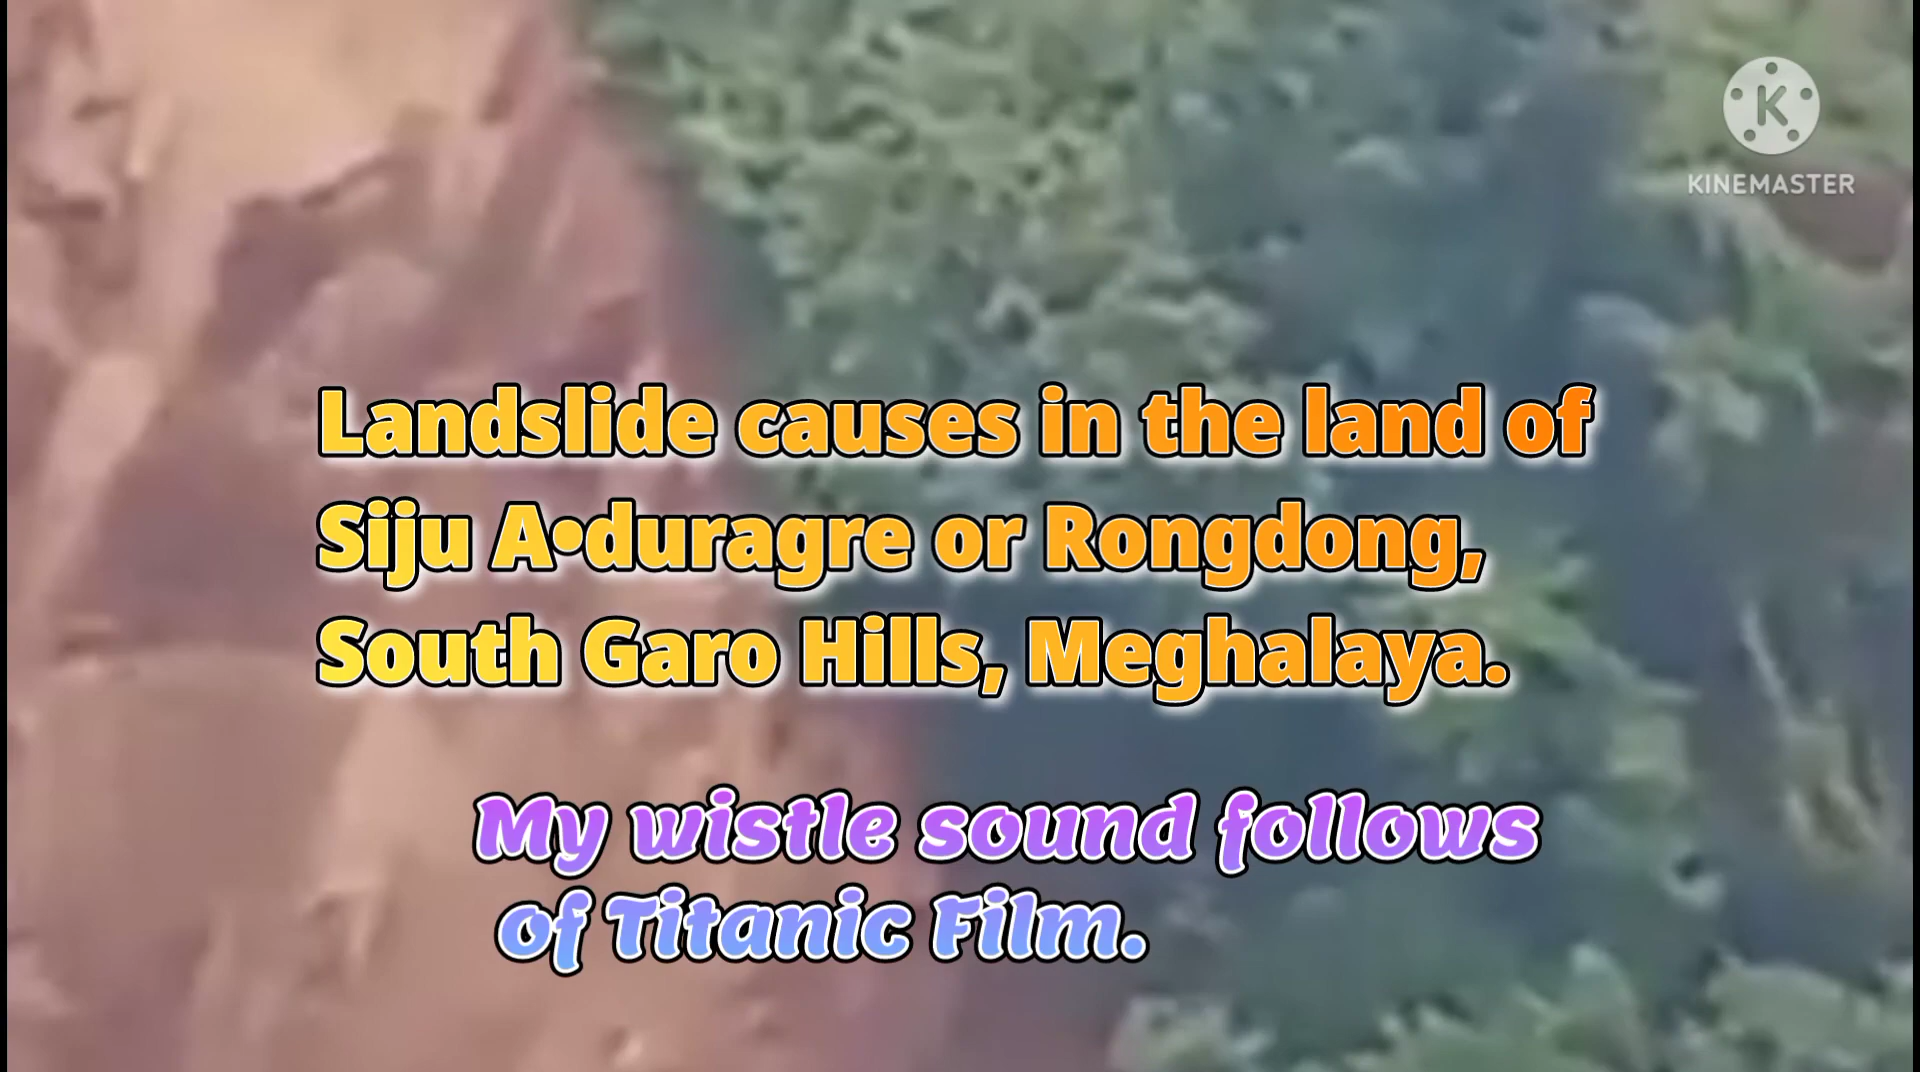 K
KINEMASTER
Landslide causes in the land of
Siju A•duragre or Rongdong,
South Garo Hills, Meghalaya.
My wistle sound follows
of Titanic Film.